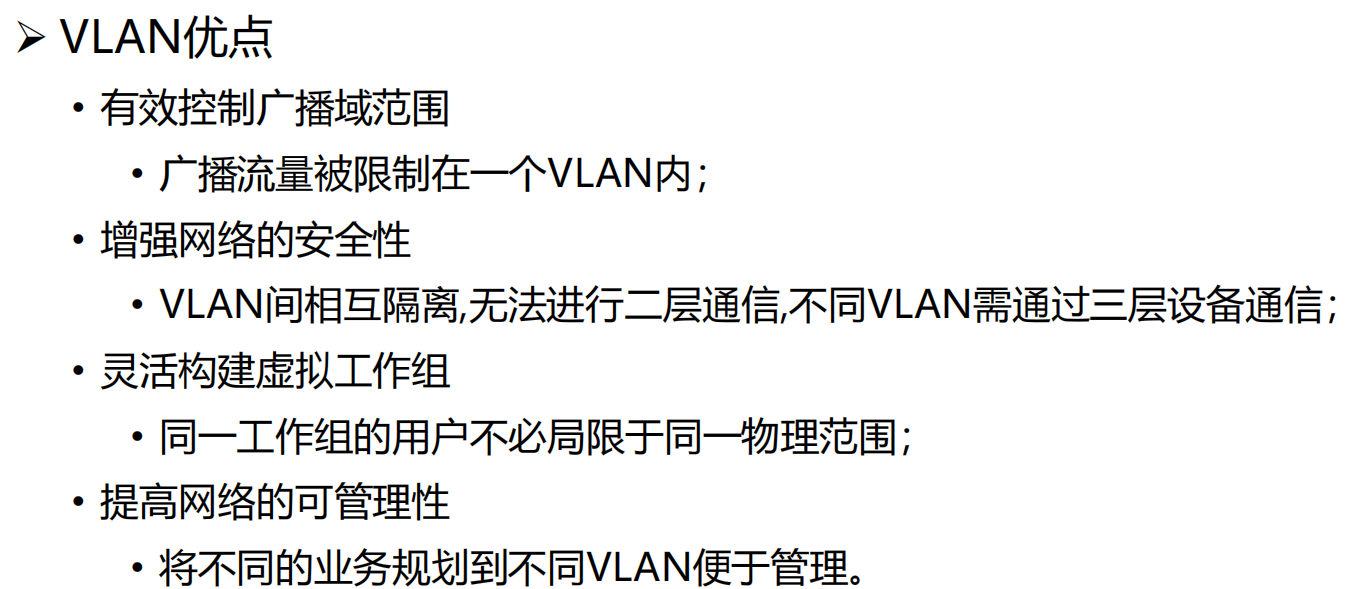 ➢ VLAN优点
• 有效控制广播域范围
• 广播流量被限制在一个VLAN内；
• 增强网络的安全性
• VLAN间相互隔离,无法进行二层通信,不同VLAN需通过三层设备通信；
• 灵活构建虚拟工作组
• 同一工作组的用户不必局限于同一物理范围；
• 提高网络的可管理性
• 将不同的业务规划到不同VLAN便于管理。